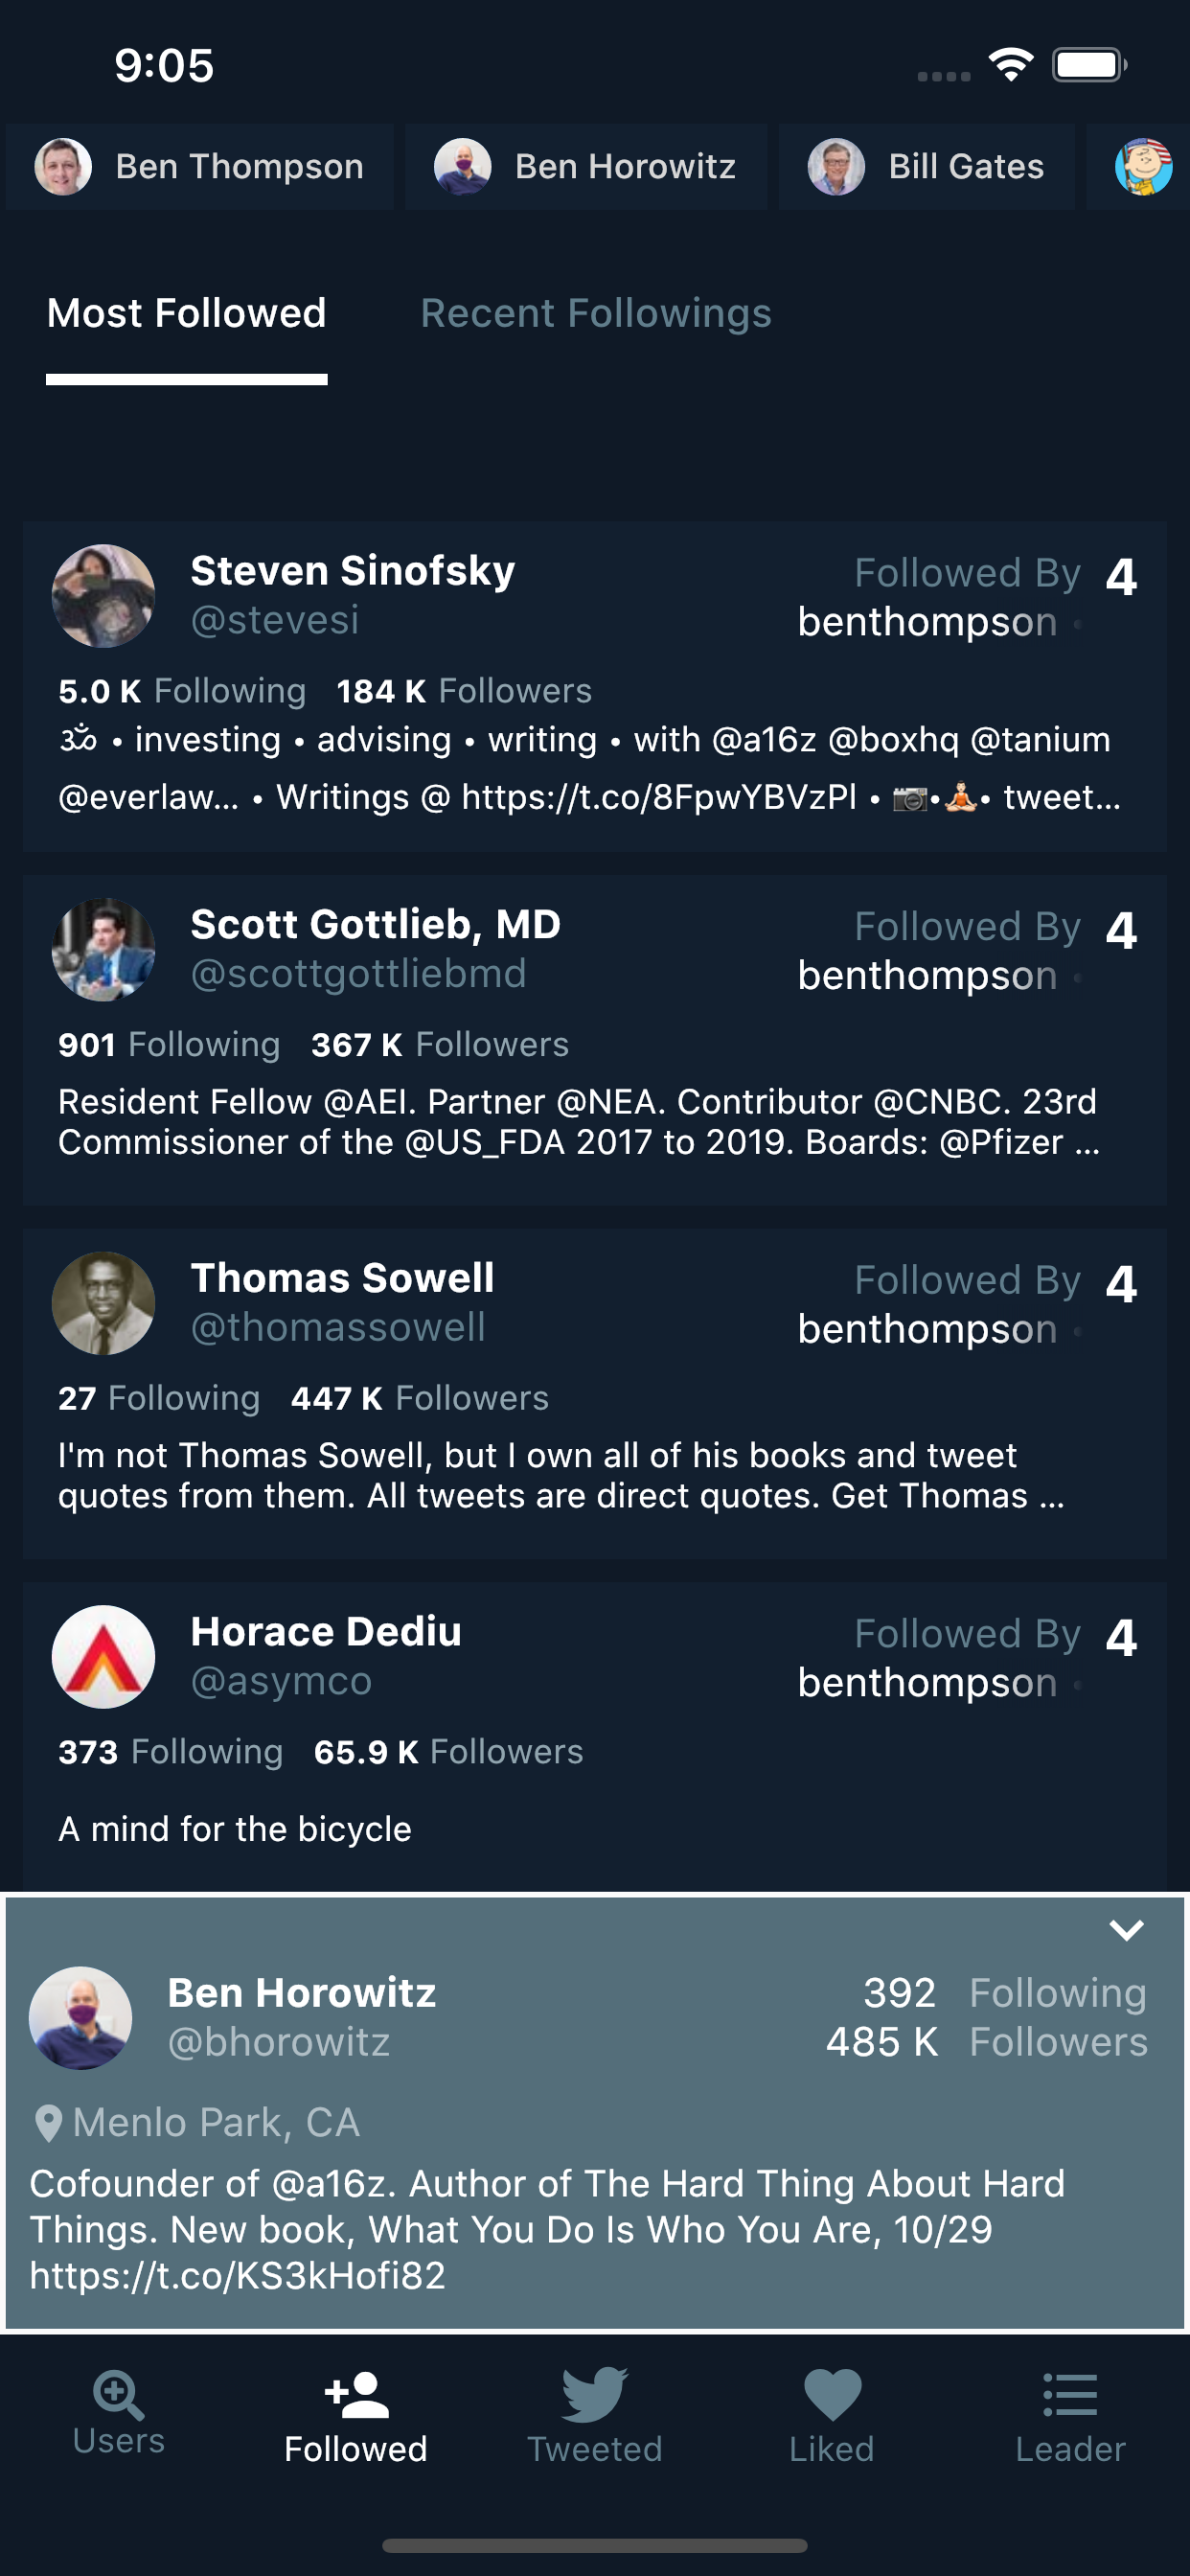 9:05
Ben Thompson
Ben Horowitz
Bill Gates
Most Followed
Recent Followings
Steven Sinofsky
@stevesi
Followed By
benthompson •
4
5.0 K Following 184 K Followers
ॐ • investing • advising • writing • with @a16z @boxhq @tanium
@everlaw... • Writings @ https://t.co/8FpwYBVzPl • 📷•🧘🏻• tweet...
Scott Gottlieb, MD
@scottgottliebmd
Followed By
benthompson •
4
901 Following 367 K Followers
Resident Fellow @AEI. Partner @NEA. Contributor @CNBC. 23rd
Commissioner of the @US_FDA 2017 to 2019. Boards: @Pfizer ...
Thomas Sowell
@thomassowell
Followed By
benthompson •
4
27 Following 447 K Followers
I'm not Thomas Sowell, but I own all of his books and tweet
quotes from them. All tweets are direct quotes. Get Thomas ...
Horace Dediu
@asymco
Followed By
benthompson •
4
373 Following 65.9 K Followers
A mind for the bicycle
Ben Horowitz
@bhorowitz
392 Following
485 K Followers
Menlo Park, CA
Cofounder of @a16z. Author of The Hard Thing About Hard
Things. New book, What You Do Is Who You Are, 10/29
https://t.co/KS3kHofi82
Users
Followed
Tweeted
Liked
Leader